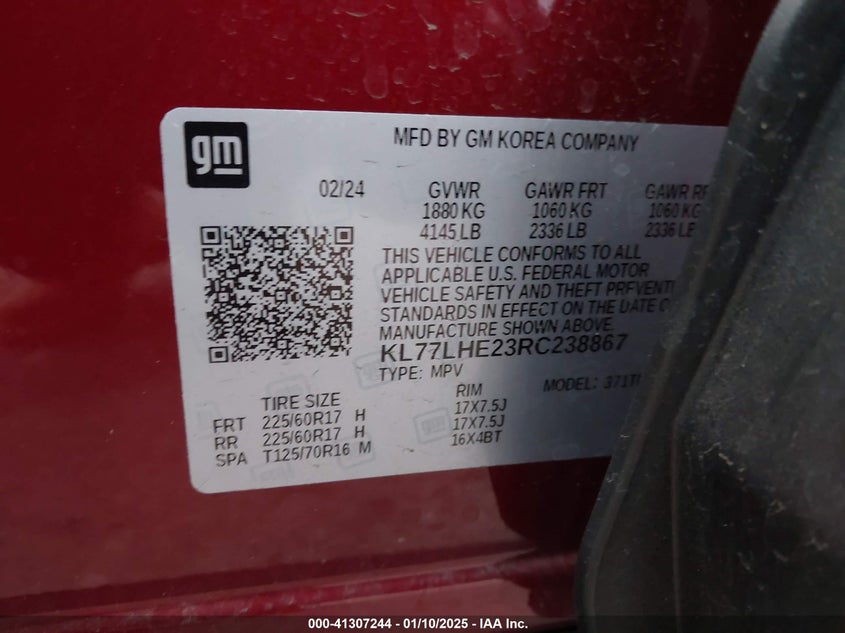 gm
MFD BY GM KOREA COMPANY
02/24 GVWR GAWR FRT GAWR
1880 KG 1060 KG 1060 KG
4145 LB 2336 LB 2336 LB
THIS VEHICLE CONFORMS TO ALL
APPLICABLE U.S. FEDERAL MOTOR
VEHICLE SAFETY AND THEFT PREVENTI
STANDARDS IN EFFECT ON THE DATE O
MANUFACTURE SHOWN ABOVE.
KL77LHE23RC238867
TYPE: MPV MODEL: 371T
TIRE SIZE RIM
FRT 225/60R17 H 17X7.5J
RR 225/60R17 H 17X7.5J
SPA T125/70R16 M 16X4BT
000-41307244 — 01/10/2025 — IAA Inc.